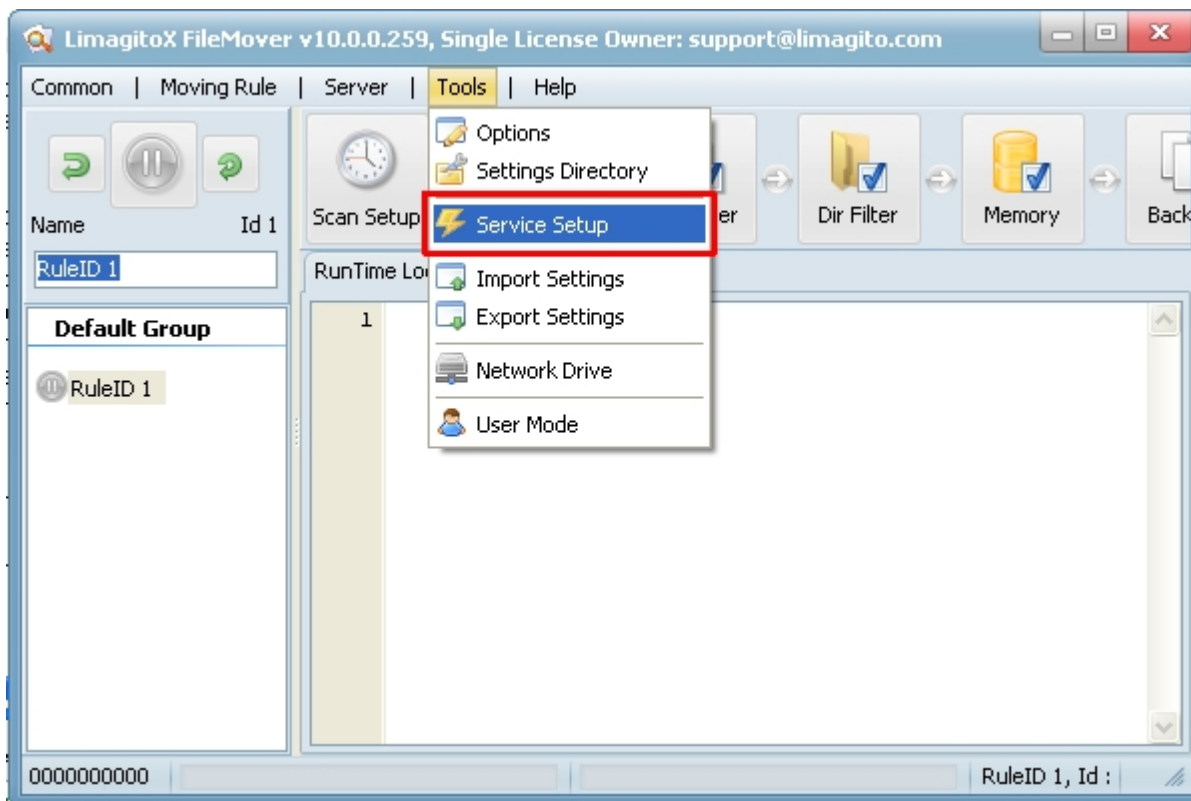 LimagitoX FileMover v10.0.0.259, Single License Owner: support@limagito.com
Common | Moving Rule | Server | Tools | Help
Options
Settings Directory
Service Setup
Import Settings
Export Settings
Network Drive
User Mode
Scan Setup
er
Dir Filter
Memory
Back
Name Id 1
RuleID 1
RunTime Lo
1
Default Group
RuleID 1
0000000000
RuleID 1, Id :